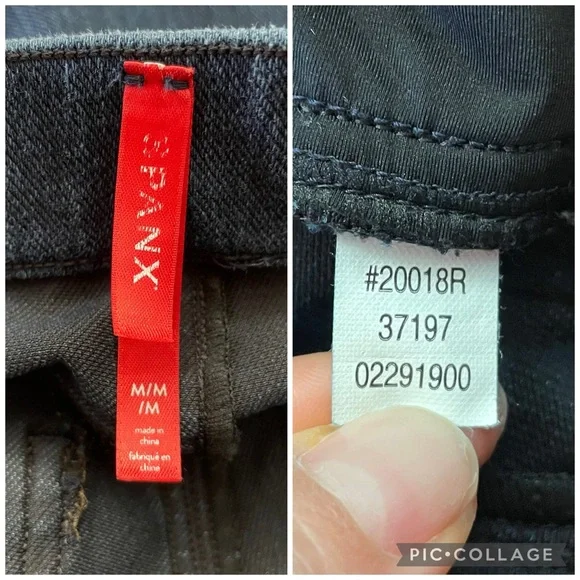 SPANX
M/M
/M
made in
china
fabriqué en
chine
#20018R
37197
02291900
PIC•COLLAGE